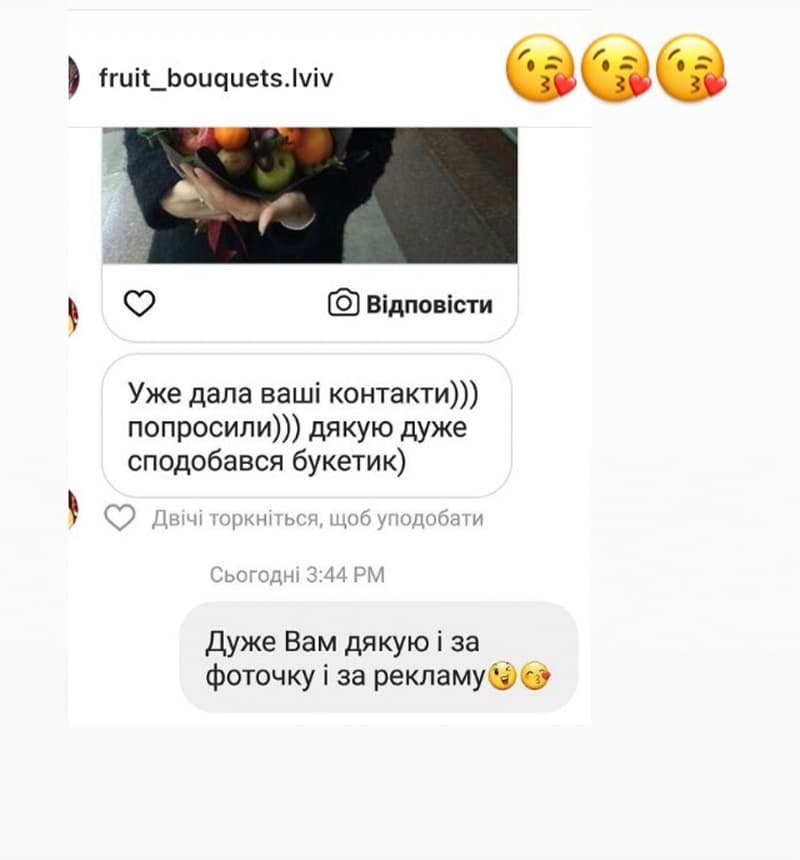 fruit_bouquets.lviv
Відповісти
Уже дала ваші контакти)))
попросили))) дякую дуже
сподобався букетик)
Двічі торкніться, щоб уподобати
Сьогодні 3:44 PM
Дуже Вам дякую і за
фоточку і за рекламу😉😙